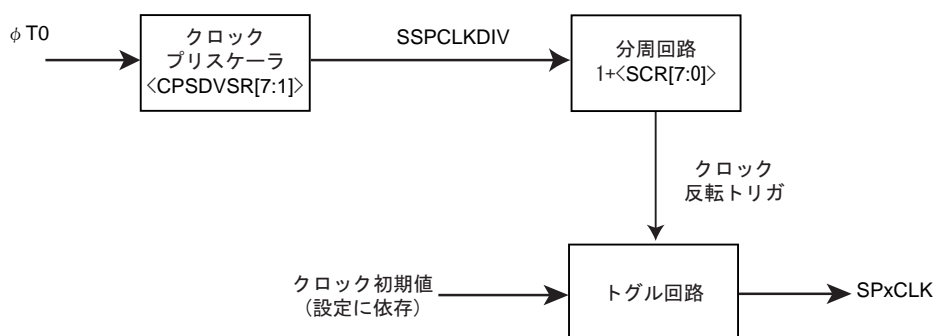 φT0
クロック
プリスケーラ
<CPSDVSR[7:1]>
SSPCLKDIV
分周回路
1+<SCR[7:0]>
クロック
反転トリガ
クロック初期値
(設定に依存)
トグル回路
SPxCLK